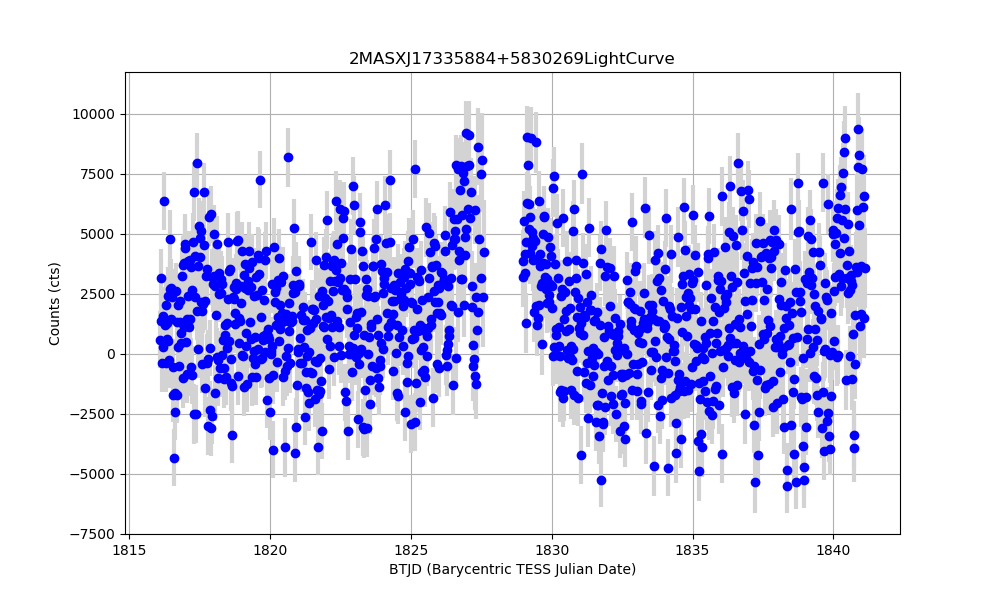 2MASXJ17335884+5830269LightCurve
10000
7500
5000
2500
0
−2500
−5000
−7500
Counts (cts)
1815 1820 1825 1830 1835 1840
BTJD (Barycentric TESS Julian Date)